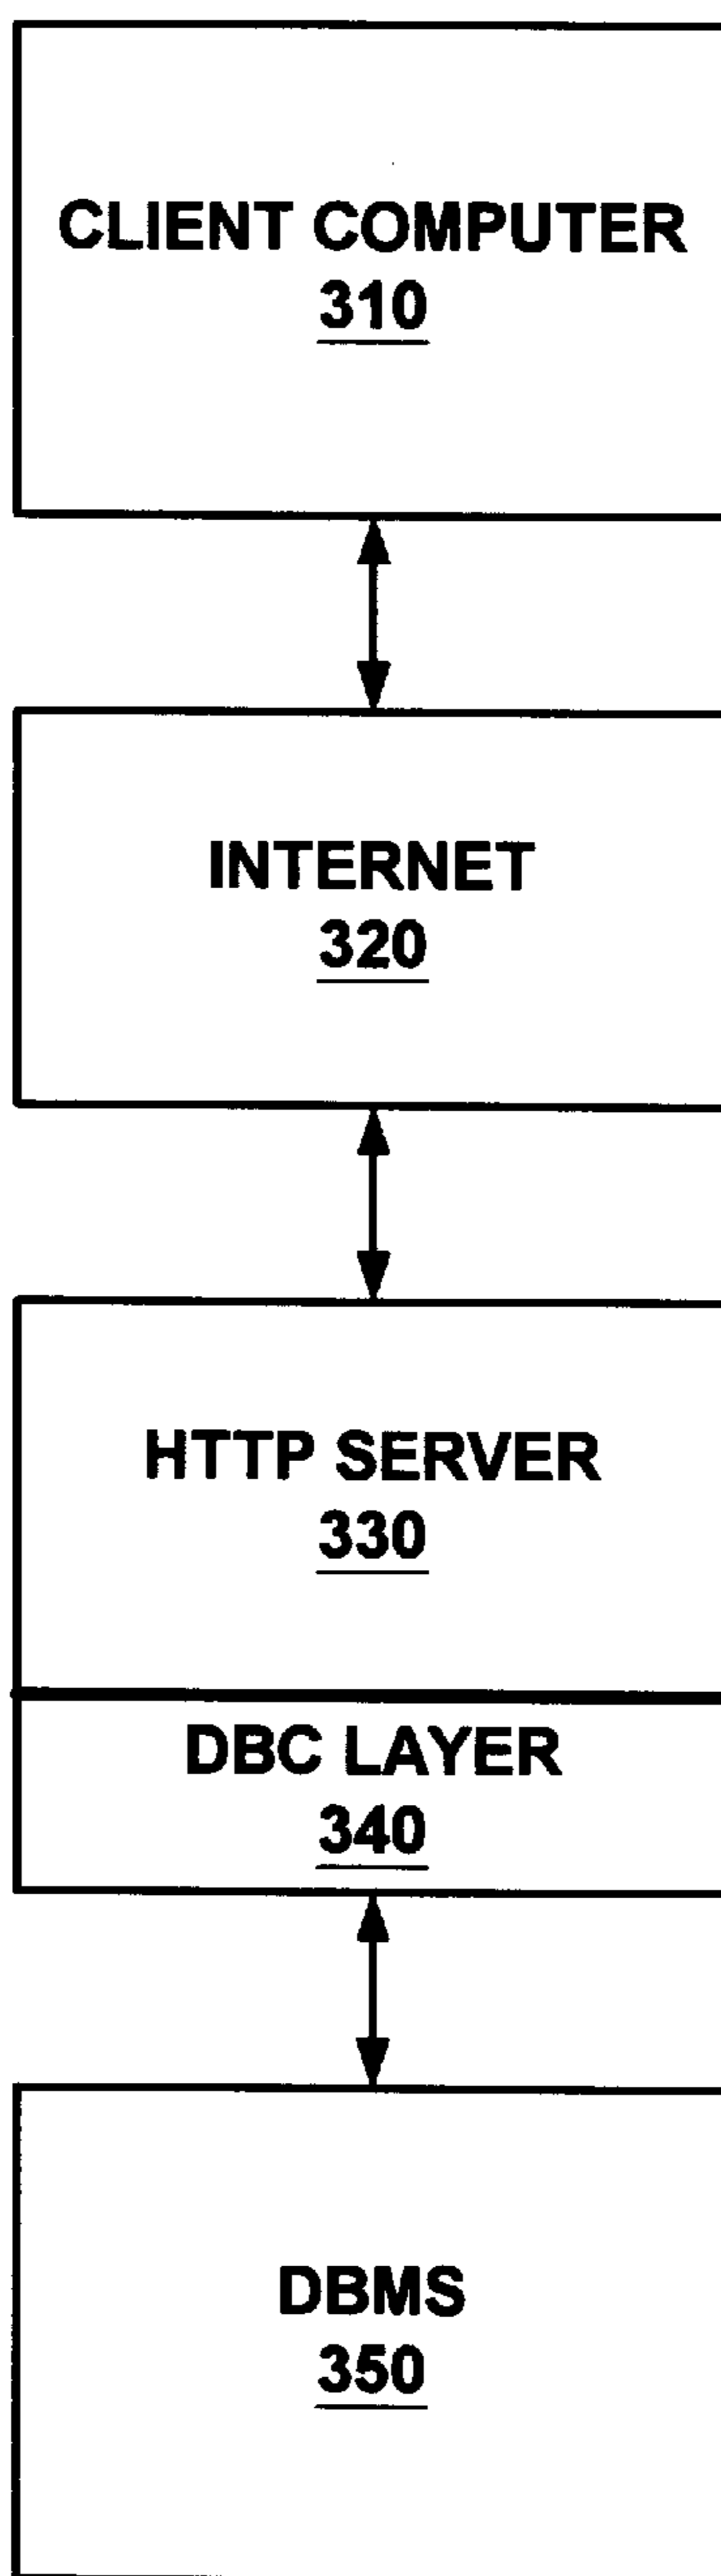 CLIENT COMPUTER
310
INTERNET
320
HTTP SERVER
330
DBC LAYER
340
DBMS
350